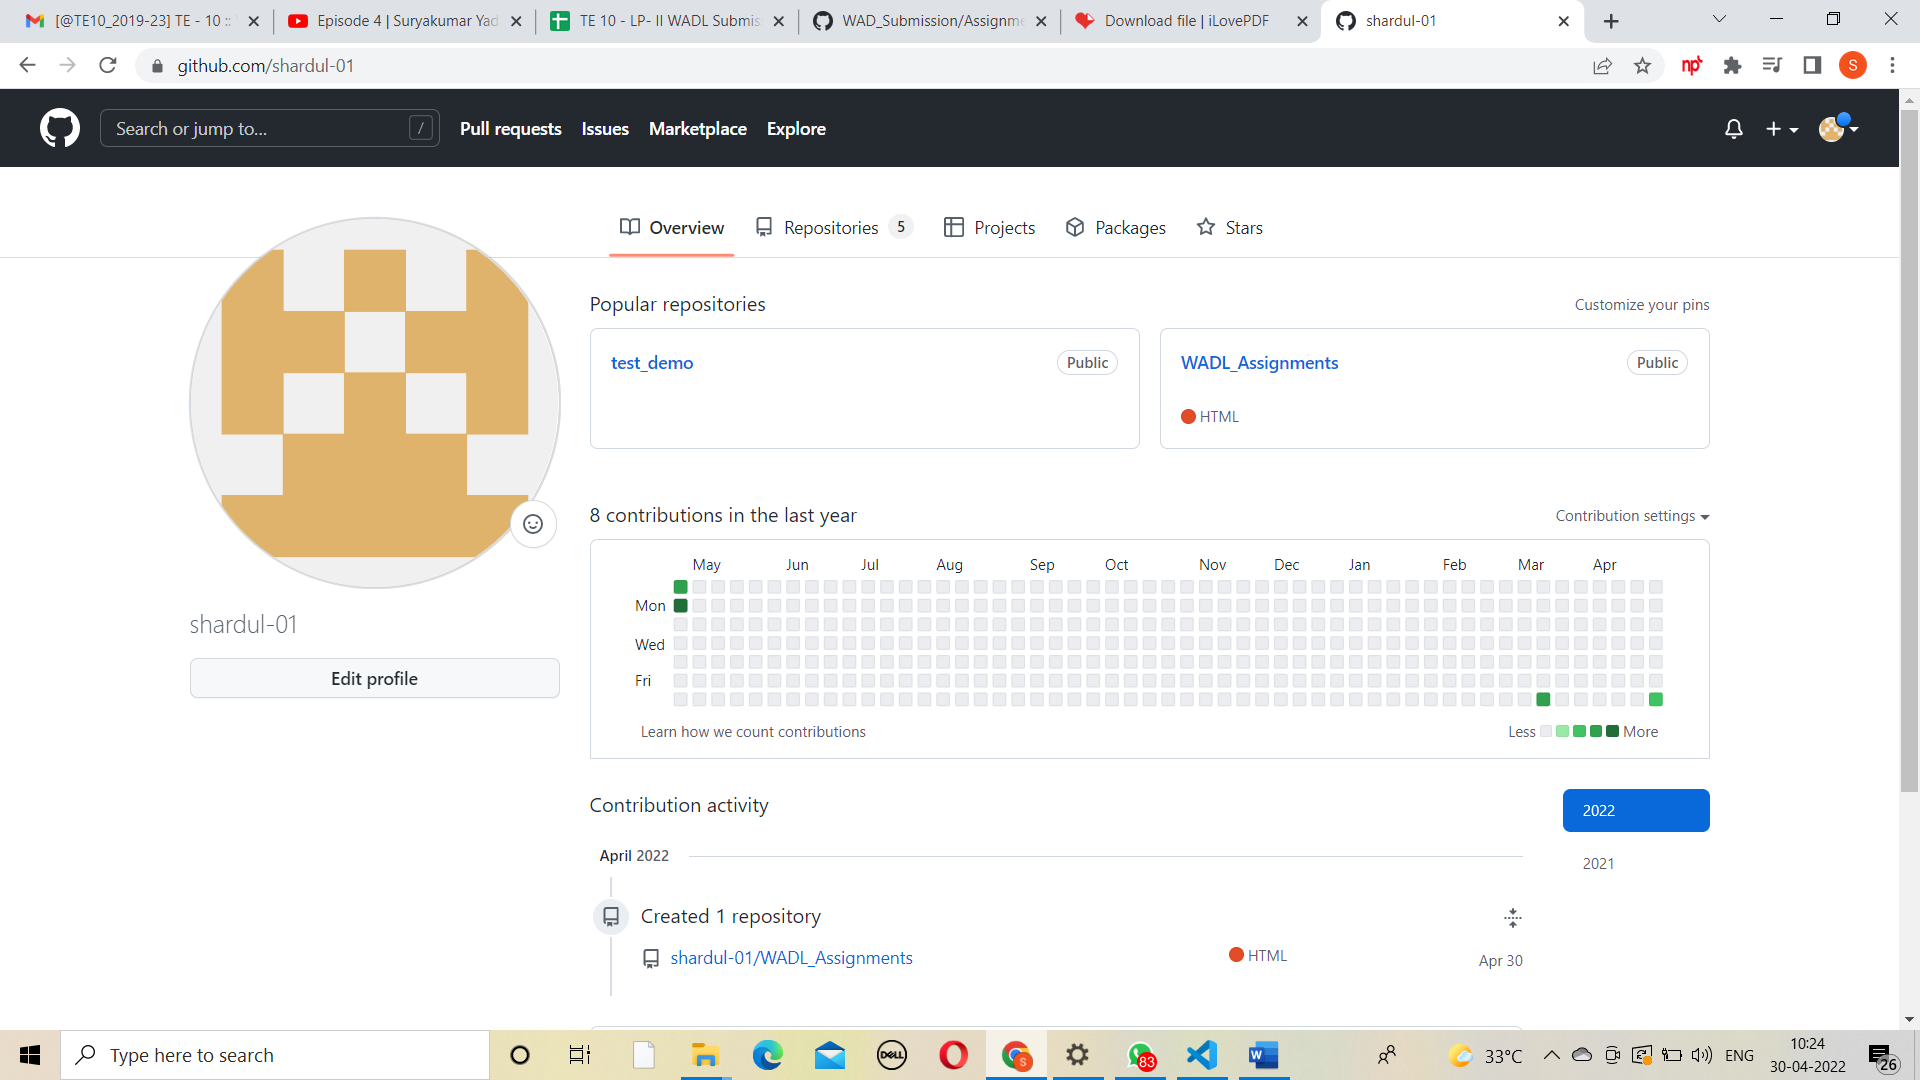 [@TE10_2019-23] TE - 10 ::
Episode 4 | Suryakumar Yad
TE 10 - LP- II WADL Submis
WAD_Submission/Assignme
Download file | iLovePDF
shardul-01
github.com/shardul-01
np
S
Search or jump to...
/
Pull requests
Issues
Marketplace
Explore
Overview
Repositories 5
Projects
Packages
Stars
Popular repositories
Customize your pins
test_demo
Public
WADL_Assignments
Public
HTML
8 contributions in the last year
Contribution settings
May Jun Jul Aug Sep Oct Nov Dec Jan Feb Mar Apr
Mon
Wed
Fri
Learn how we count contributions
Less
More
shardul-01
Edit profile
Contribution activity
2022
2021
April 2022
Created 1 repository
shardul-01/WADL_Assignments
HTML
Apr 30
Type here to search
DELL
S
83
33°C
ENG
10:24
30-04-2022
26